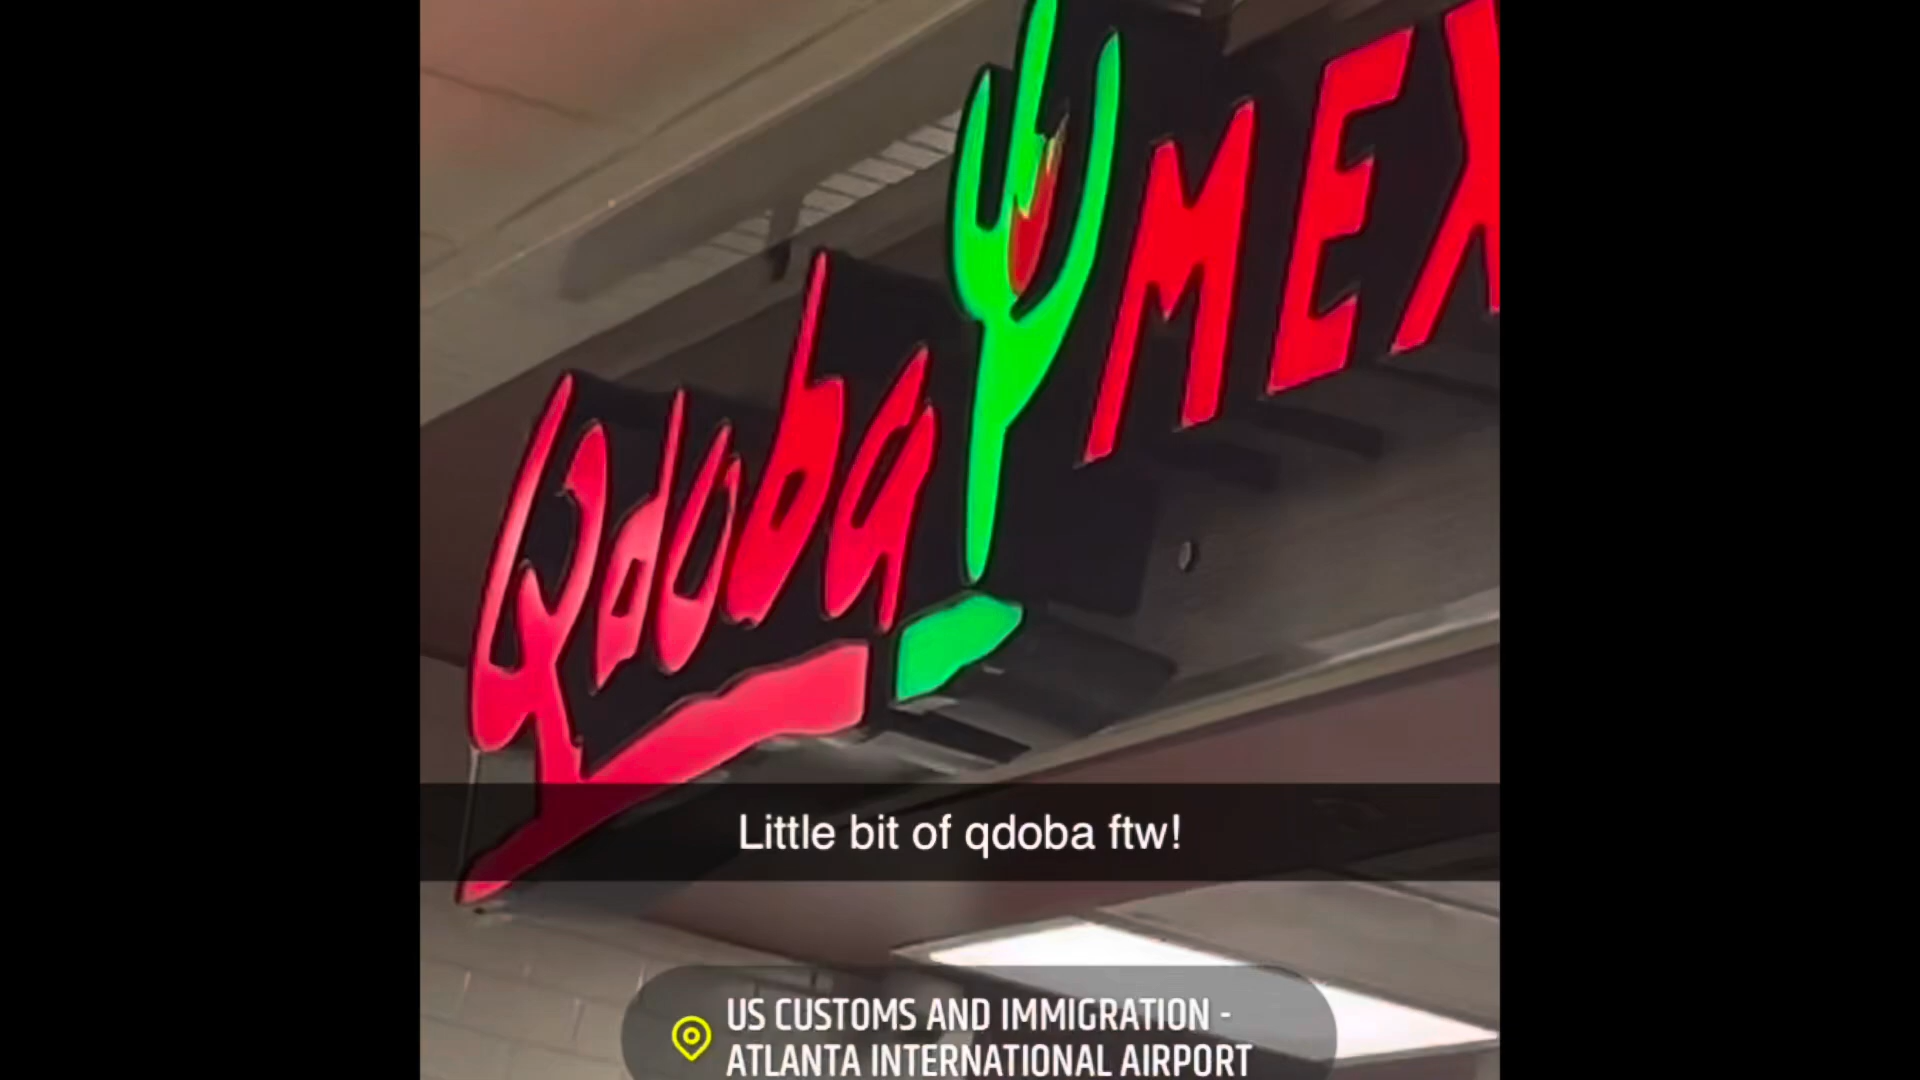 Qdoba MEX
Little bit of qdoba ftw!
US CUSTOMS AND IMMIGRATION -
ATLANTA INTERNATIONAL AIRPORT